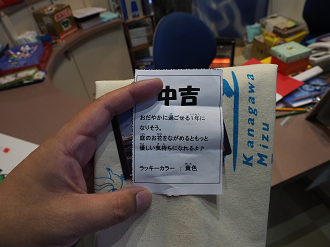 中吉
おだやかに過ごせる1年に
なりそう。
庭のお花をながめるともっと
優しい気持ちになれるよ♪
ラッキーカラー : 黄色
Kanagawa
Mizu